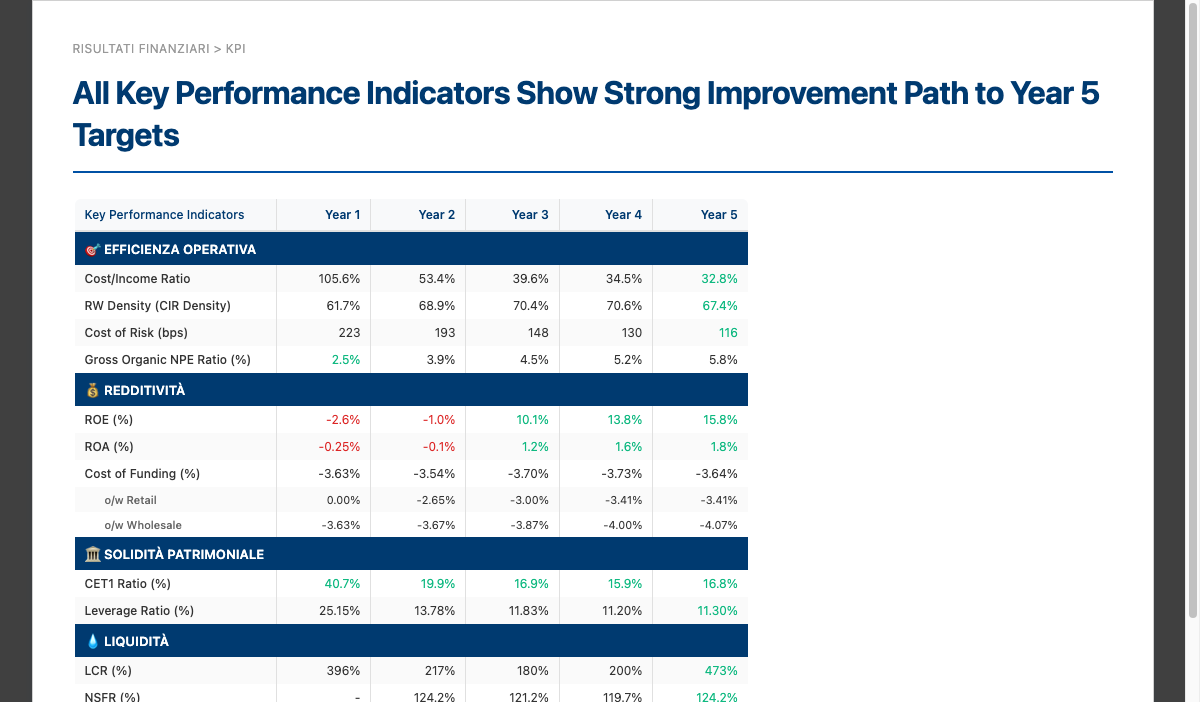 RISULTATI FINANZIARI > KPI
All Key Performance Indicators Show Strong Improvement Path to Year 5
Targets
Key Performance Indicators Year 1 Year 2 Year 3 Year 4 Year 5
🎯 EFFICIENZA OPERATIVA
Cost/Income Ratio 105.6% 53.4% 39.6% 34.5% 32.8%
RW Density (CIR Density) 61.7% 68.9% 70.4% 70.6% 67.4%
Cost of Risk (bps) 223 193 148 130 116
Gross Organic NPE Ratio (%) 2.5% 3.9% 4.5% 5.2% 5.8%
💰 REDDITIVITÀ
ROE (%) -2.6% -1.0% 10.1% 13.8% 15.8%
ROA (%) -0.25% -0.1% 1.2% 1.6% 1.8%
Cost of Funding (%) -3.63% -3.54% -3.70% -3.73% -3.64%
o/w Retail 0.00% -2.65% -3.00% -3.41% -3.41%
o/w Wholesale -3.63% -3.67% -3.87% -4.00% -4.07%
🏛️ SOLIDITÀ PATRIMONIALE
CET1 Ratio (%) 40.7% 19.9% 16.9% 15.9% 16.8%
Leverage Ratio (%) 25.15% 13.78% 11.83% 11.20% 11.30%
💧 LIQUIDITÀ
LCR (%) 396% 217% 180% 200% 473%
NSFR (%) - 124.2% 121.2% 119.7% 124.2%